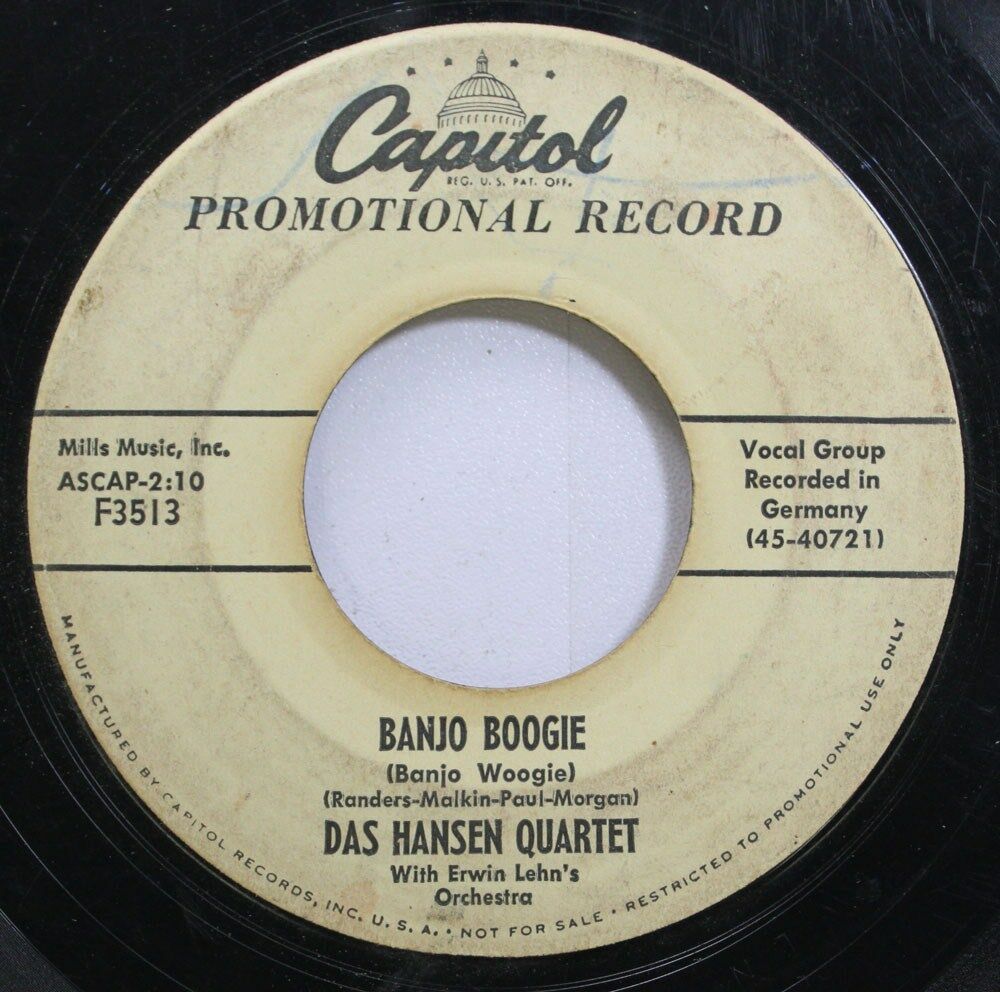 Capitol
REG. U. S. PAT. OFF.
PROMOTIONAL RECORD
Mills Music, Inc.
ASCAP-2:10
F3513
Vocal Group
Recorded in
Germany
(45-40721)
BANJO BOOGIE
(Banjo Woogie)
(Randers-Malkin-Paul-Morgan)
DAS HANSEN QUARTET
With Erwin Lehn's
Orchestra
MANUFACTURED BY CAPITOL RECORDS, INC. U. S. A. • NOT FOR SALE • RESTRICTED TO PROMOTIONAL USE ONLY